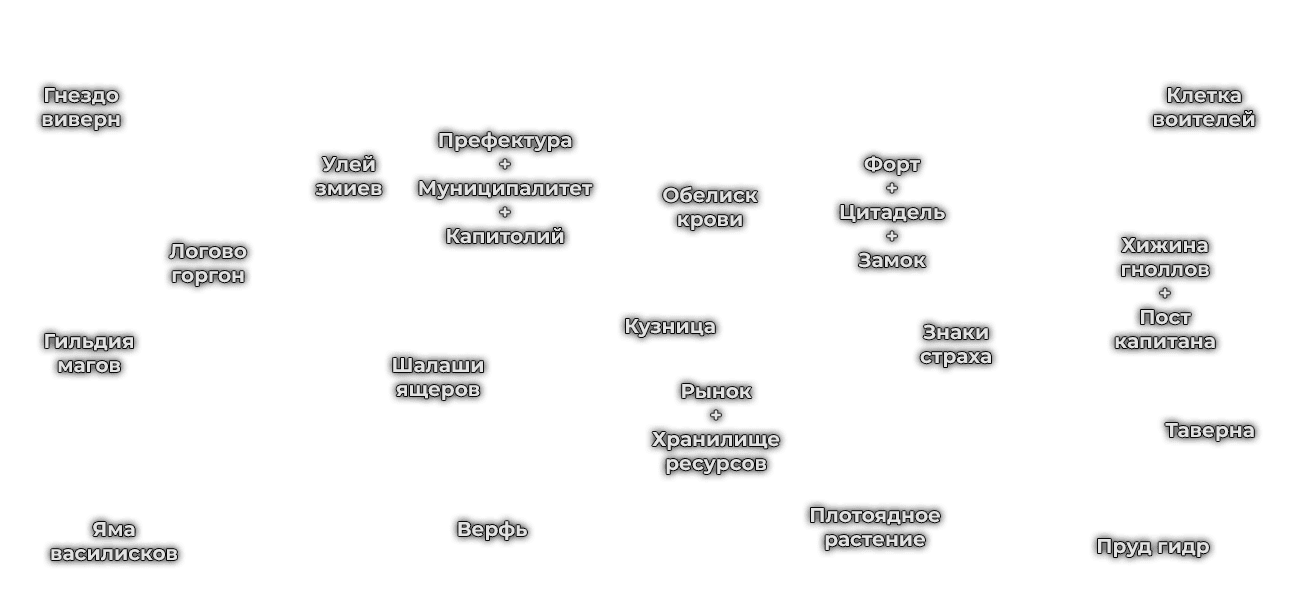 Гнездо
виверн
Клетка
воителей
Префектура
+
Муниципалитет
+
Капитолий
Улей
змиев
Форт
+
Цитадель
+
Замок
Обелиск
крови
Логово
горгон
Хижина
гноллов
+
Пост
капитана
Кузница
Знаки
страха
Гильдия
магов
Шалаши
ящеров
Рынок
+
Хранилище
ресурсов
Таверна
Плотоядное
растение
Яма
василисков
Верфь
Пруд гидр